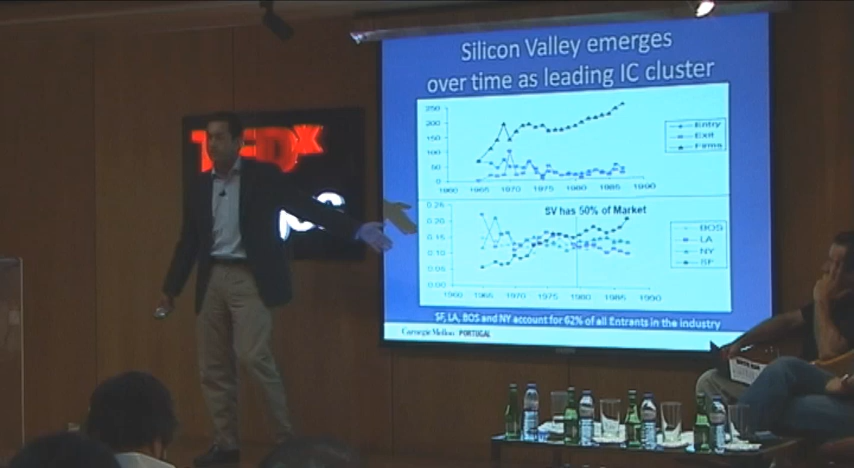 TEDx
Silicon Valley emerges
over time as leading IC cluster
250
200
150
100
50
0
1960 1965 1970 1975 1980 1985 1990
Entry
Exit
Firms
0.25
0.20
0.15
0.10
0.05
0.00
1960 1965 1970 1975 1980 1985 1990
SV has 50% of Market
BOS
LA
NY
SF
SF, LA, BOS and NY account for 62% of all Entrants in the industry
Carnegie Mellon PORTUGAL